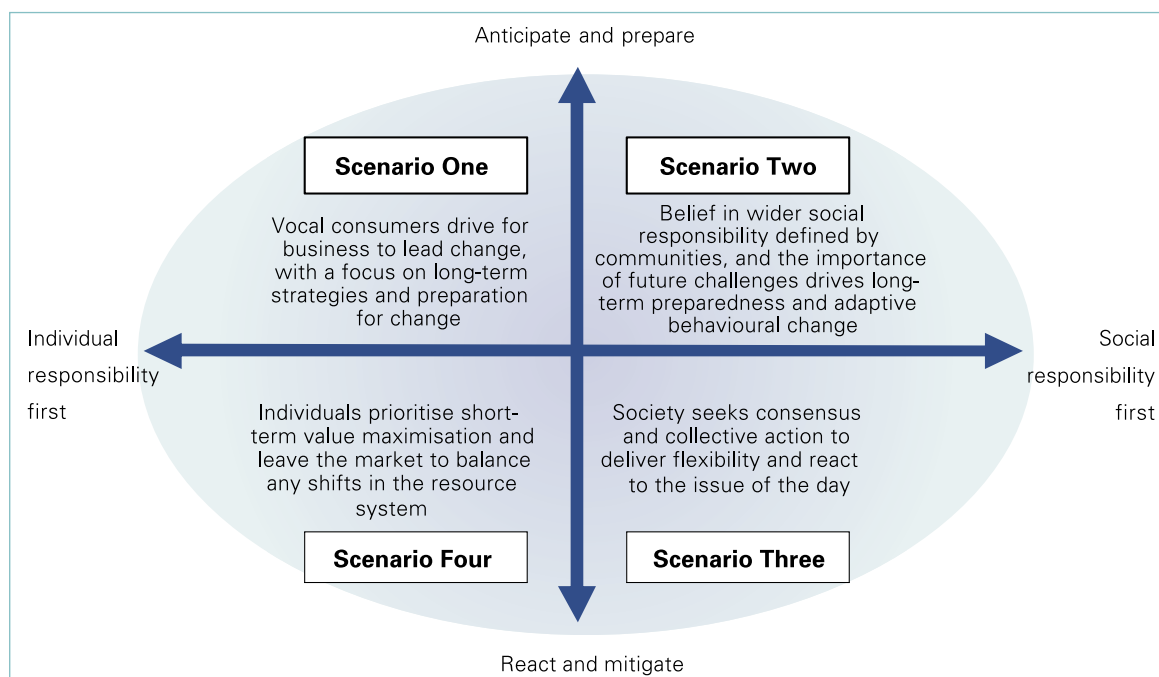 Anticipate and prepare
Scenario One
Vocal consumers drive for
business to lead change,
with a focus on long-term
strategies and preparation
for change
Scenario Two
Belief in wider social
responsibility defined by
communities, and the importance
of future challenges drives long-
term preparedness and adaptive
behavioural change
Individual
responsibility
first
Social
responsibility
first
Individuals prioritise short-
term value maximisation and
leave the market to balance
any shifts in the resource
system
Scenario Four
Society seeks consensus
and collective action to
deliver flexibility and react
to the issue of the day
Scenario Three
React and mitigate